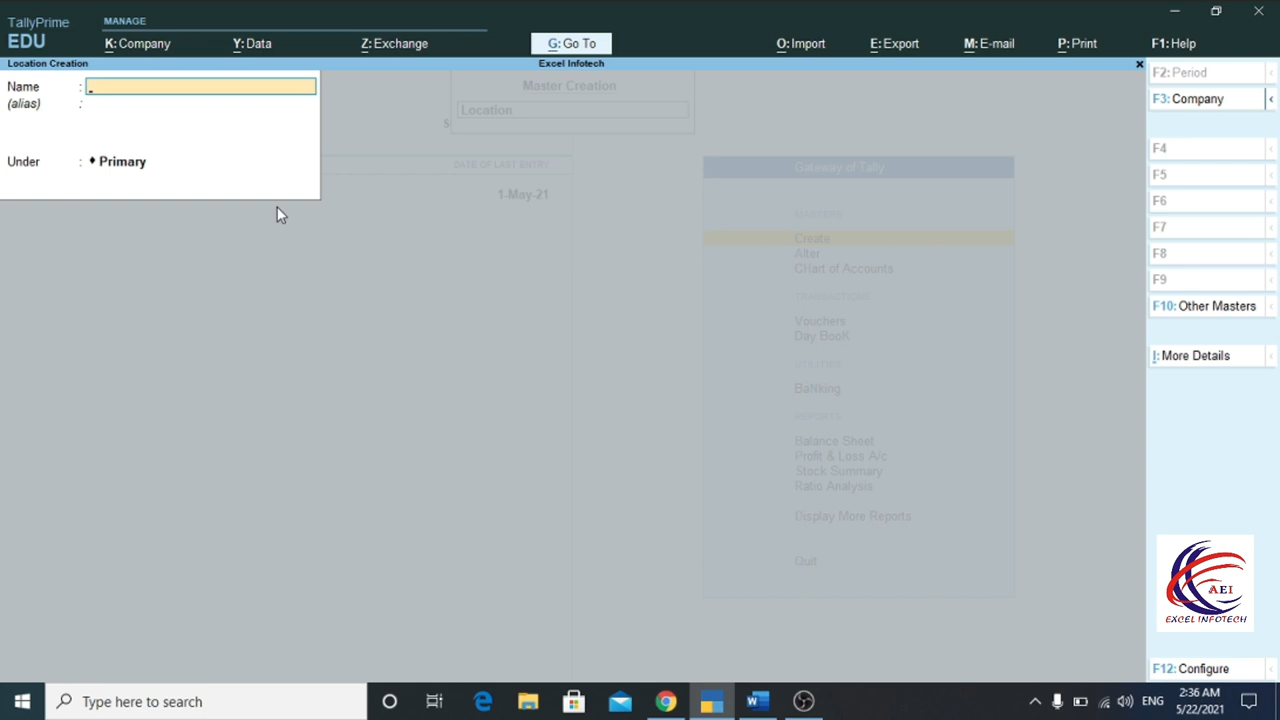 TallyPrime
EDU
MANAGE
K: Company
Y: Data
Z: Exchange
G: Go To
O: Import
E: Export
M: E-mail
P: Print
F1: Help
Location Creation
Excel Infotech
Name :
(alias) :
Under : ♦ Primary
Master Creation
Location
S
DATE OF LAST ENTRY
1-May-21
Gateway of Tally
MASTERS
Create
Alter
CHart of Accounts
TRANSACTIONS
Vouchers
Day BooK
UTILITIES
BaNking
REPORTS
Balance Sheet
Profit & Loss A/c
Stock Summary
Ratio Analysis
Display More Reports
Quit
F2: Period
F3: Company
F4
F5
F6
F7
F8
F9
F10: Other Masters
I: More Details
AEI
EXCEL INFOTECH
F12: Configure
Type here to search
ENG
2:36 AM
5/22/2021